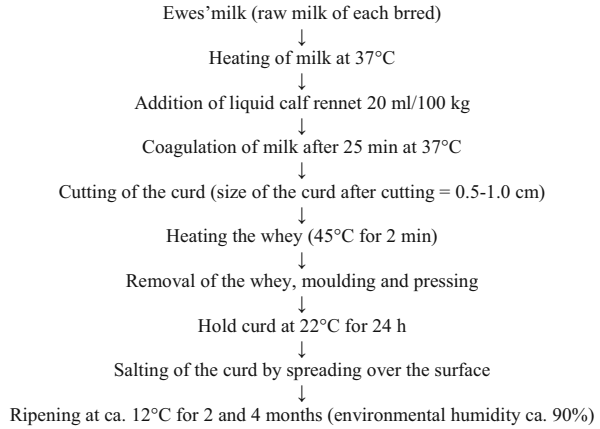 Ewes’milk (raw milk of each brred)
↓
Heating of milk at 37°C
↓
Addition of liquid calf rennet 20 ml/100 kg
↓
Coagulation of milk after 25 min at 37°C
↓
Cutting of the curd (size of the curd after cutting = 0.5-1.0 cm)
↓
Heating the whey (45°C for 2 min)
↓
Removal of the whey, moulding and pressing
↓
Hold curd at 22°C for 24 h
↓
Salting of the curd by spreading over the surface
↓
Ripening at ca. 12°C for 2 and 4 months (environmental humidity ca. 90%)